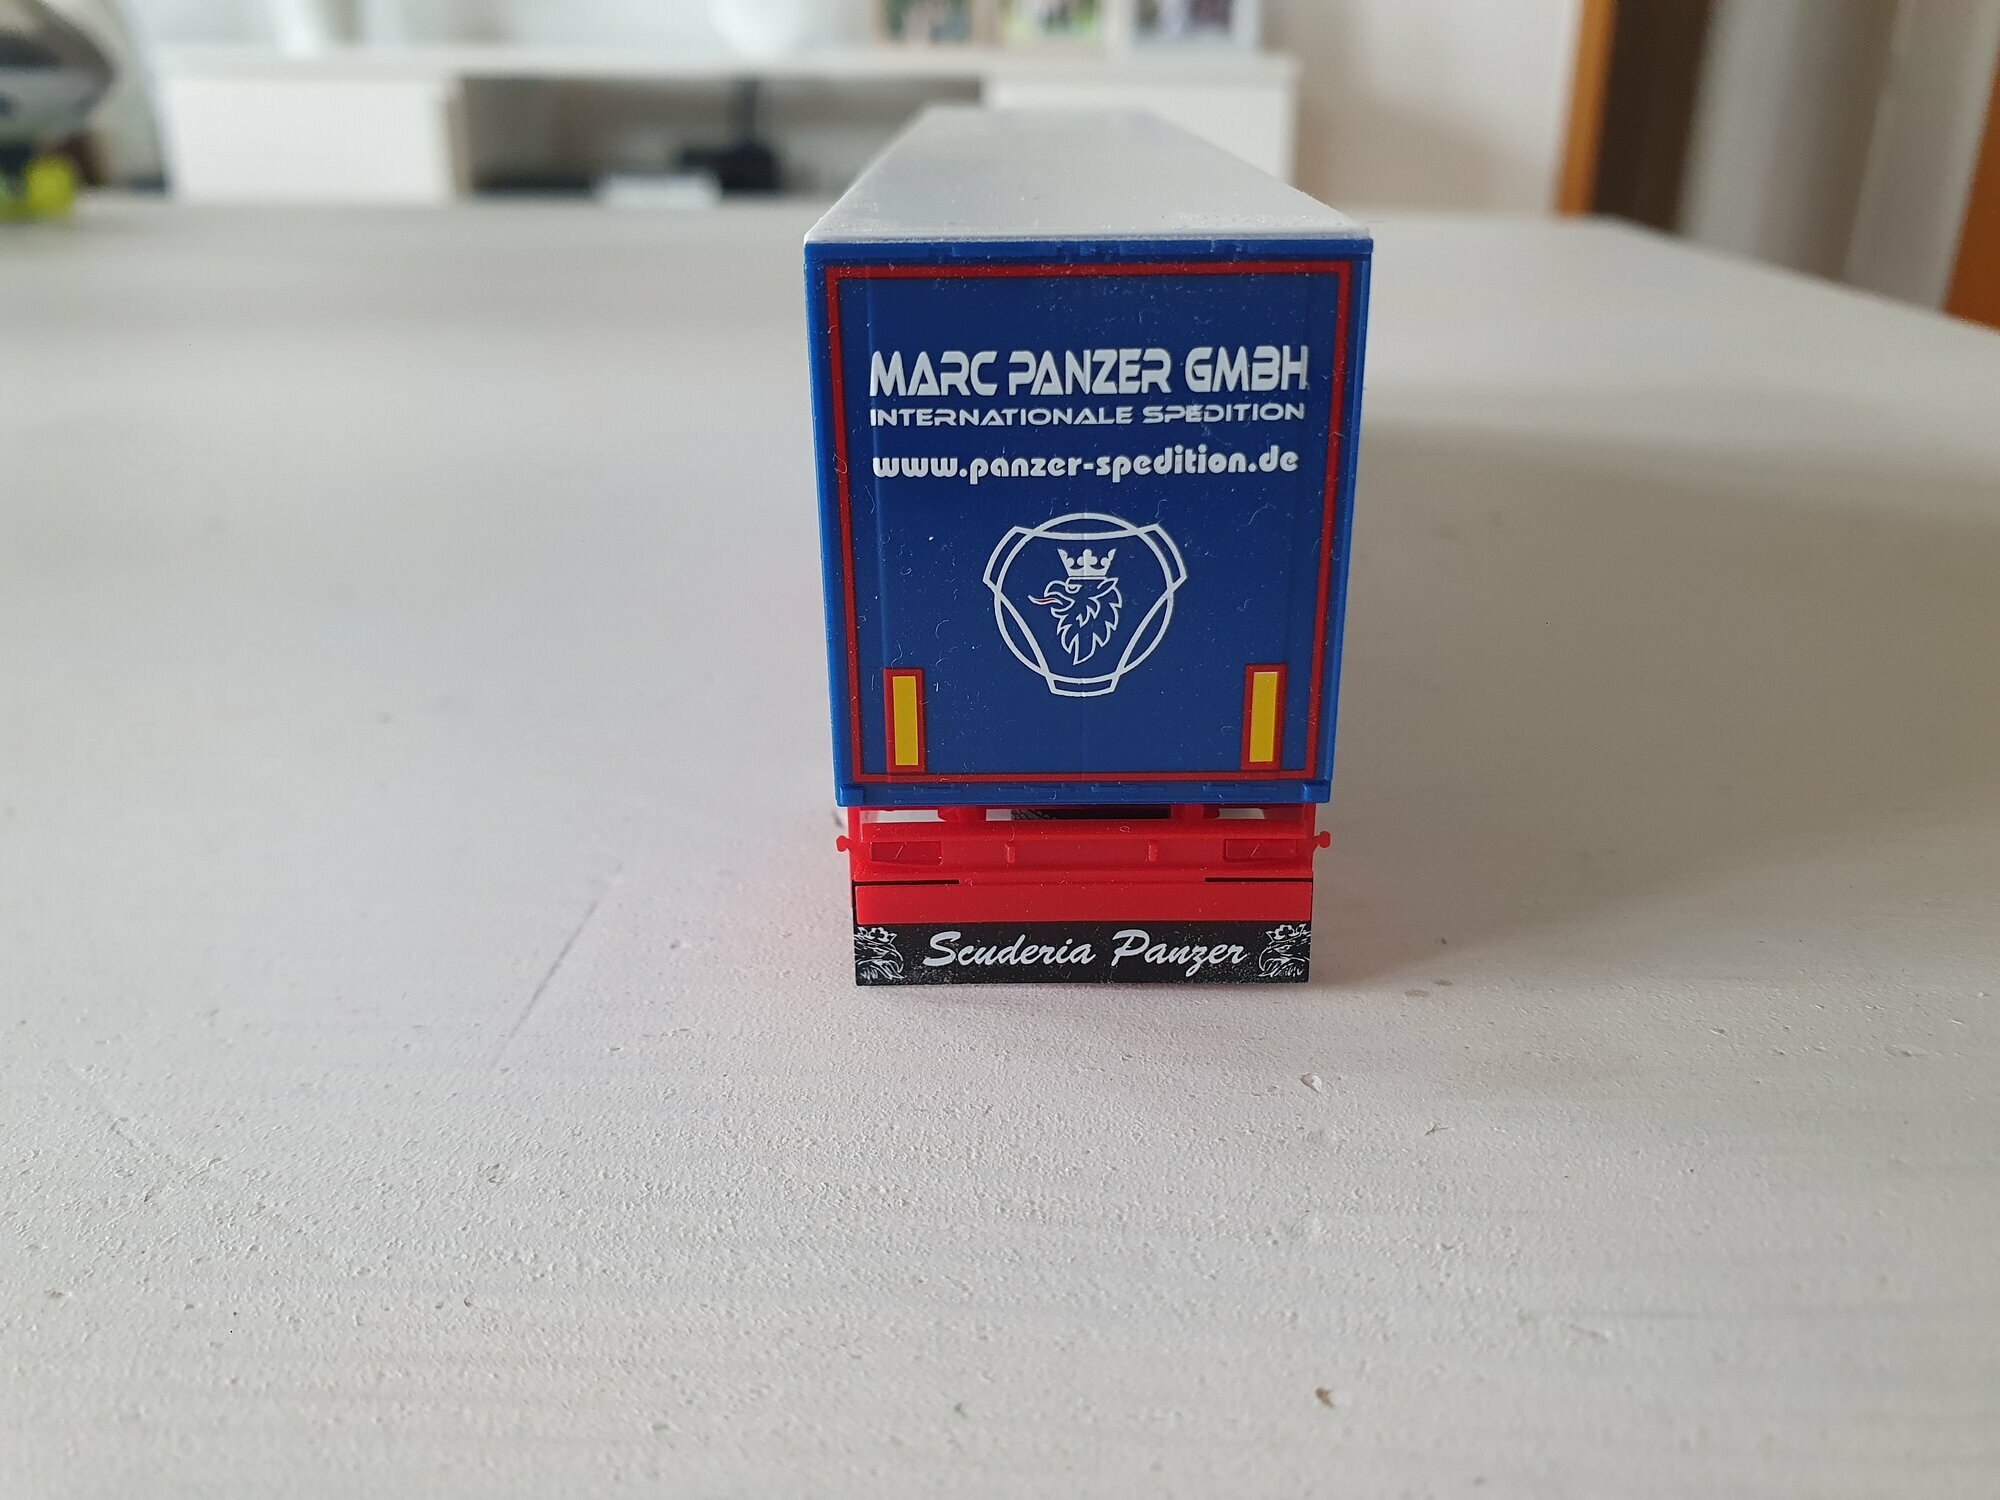 MARC PANZER GMBH
INTERNATIONALE SPEDITION
www.panzer-spedition.de
Scuderia Panzer